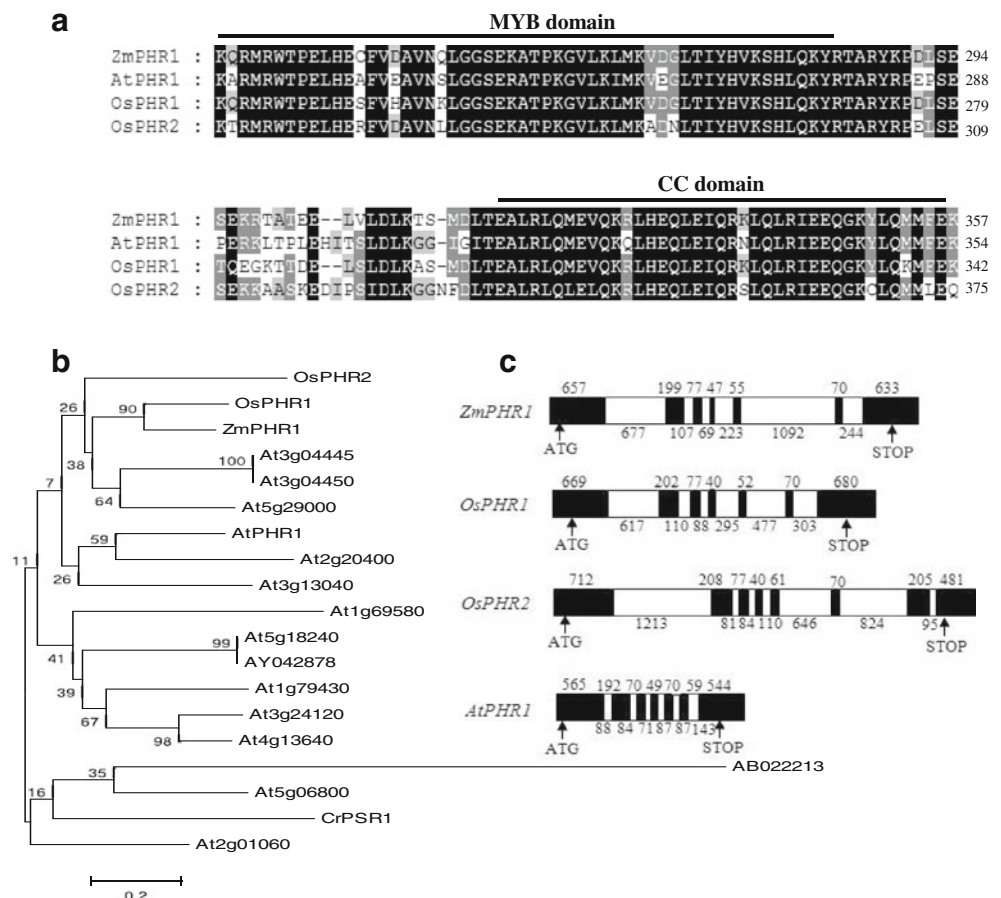 a
MYB domain
ZmPHR1 : KQRMRWTPELHECFVDAVNQLGGSEKATPKGVLKLMKVDGLTIYHVKSHLQKYRTARYKPDLSE 294
AtPHR1 : KARMRWTPELHEAFVEAVNSLGGSERATPKGVLKIMKVEGLTIYHVKSHLQKYRTARYRPEPSE 288
OsPHR1 : KQRMRWTPELHESFVHAVNKLGGSEKATPKGVLKLMKVDGLTIYHVKSHLQKYRTARYKPDLSE 279
OsPHR2 : KTRMRWTPELHERFVDAVNLLGGSEKATPKGVLKLMKADNLTIYHVKSHLQKYRTARYRPELSE 309
CC domain
ZmPHR1 : SEKRTATEE--LVLDLKTS-MDLTEALRLQMEVQKRLHEQLEIQRKLQLRIEEQGKYLQMMFEK 357
AtPHR1 : PERKLTPLEHITSLDLKGG-IGITEALRLQMEVQKQLHEQLEIQRNLQLRIEEQGKYLQMMFEK 354
OsPHR1 : TQEGKTTDE--LSLDLKAS-MDLTEALRLQMEVQKRLHEQLEIQRKLQLRIEEQGKYLQKMFEK 342
OsPHR2 : SEKKAASKEDIPSIDLKGGNFDLTEALRLQLELQKRLHEQLEIQRSLQLRIEEQGKCLQMMLEQ 375
b
OsPHR2
26
OsPHR1
90
ZmPHR1
38
At3g04445
100
At3g04450
7
64
At5g29000
AtPHR1
59
At2g20400
26
At3g13040
11
At1g69580
At5g18240
99
AY042878
41
At1g79430
39
At3g24120
67
98
At4g13640
AB022213
35
At5g06800
16
CrPSR1
At2g01060
0.2
c
657 199 77 47 55 70 633
ZmPHR1
677 107 69 223 1092 244
ATG STOP
669 202 77 40 52 70 680
OsPHR1
617 110 88 295 477 303
ATG STOP
712 208 77 40 61 70 205 481
OsPHR2
1213 81 84 110 646 824 95
ATG STOP
565 192 70 49 70 59 544
AtPHR1
88 84 71 87 87 143
ATG STOP